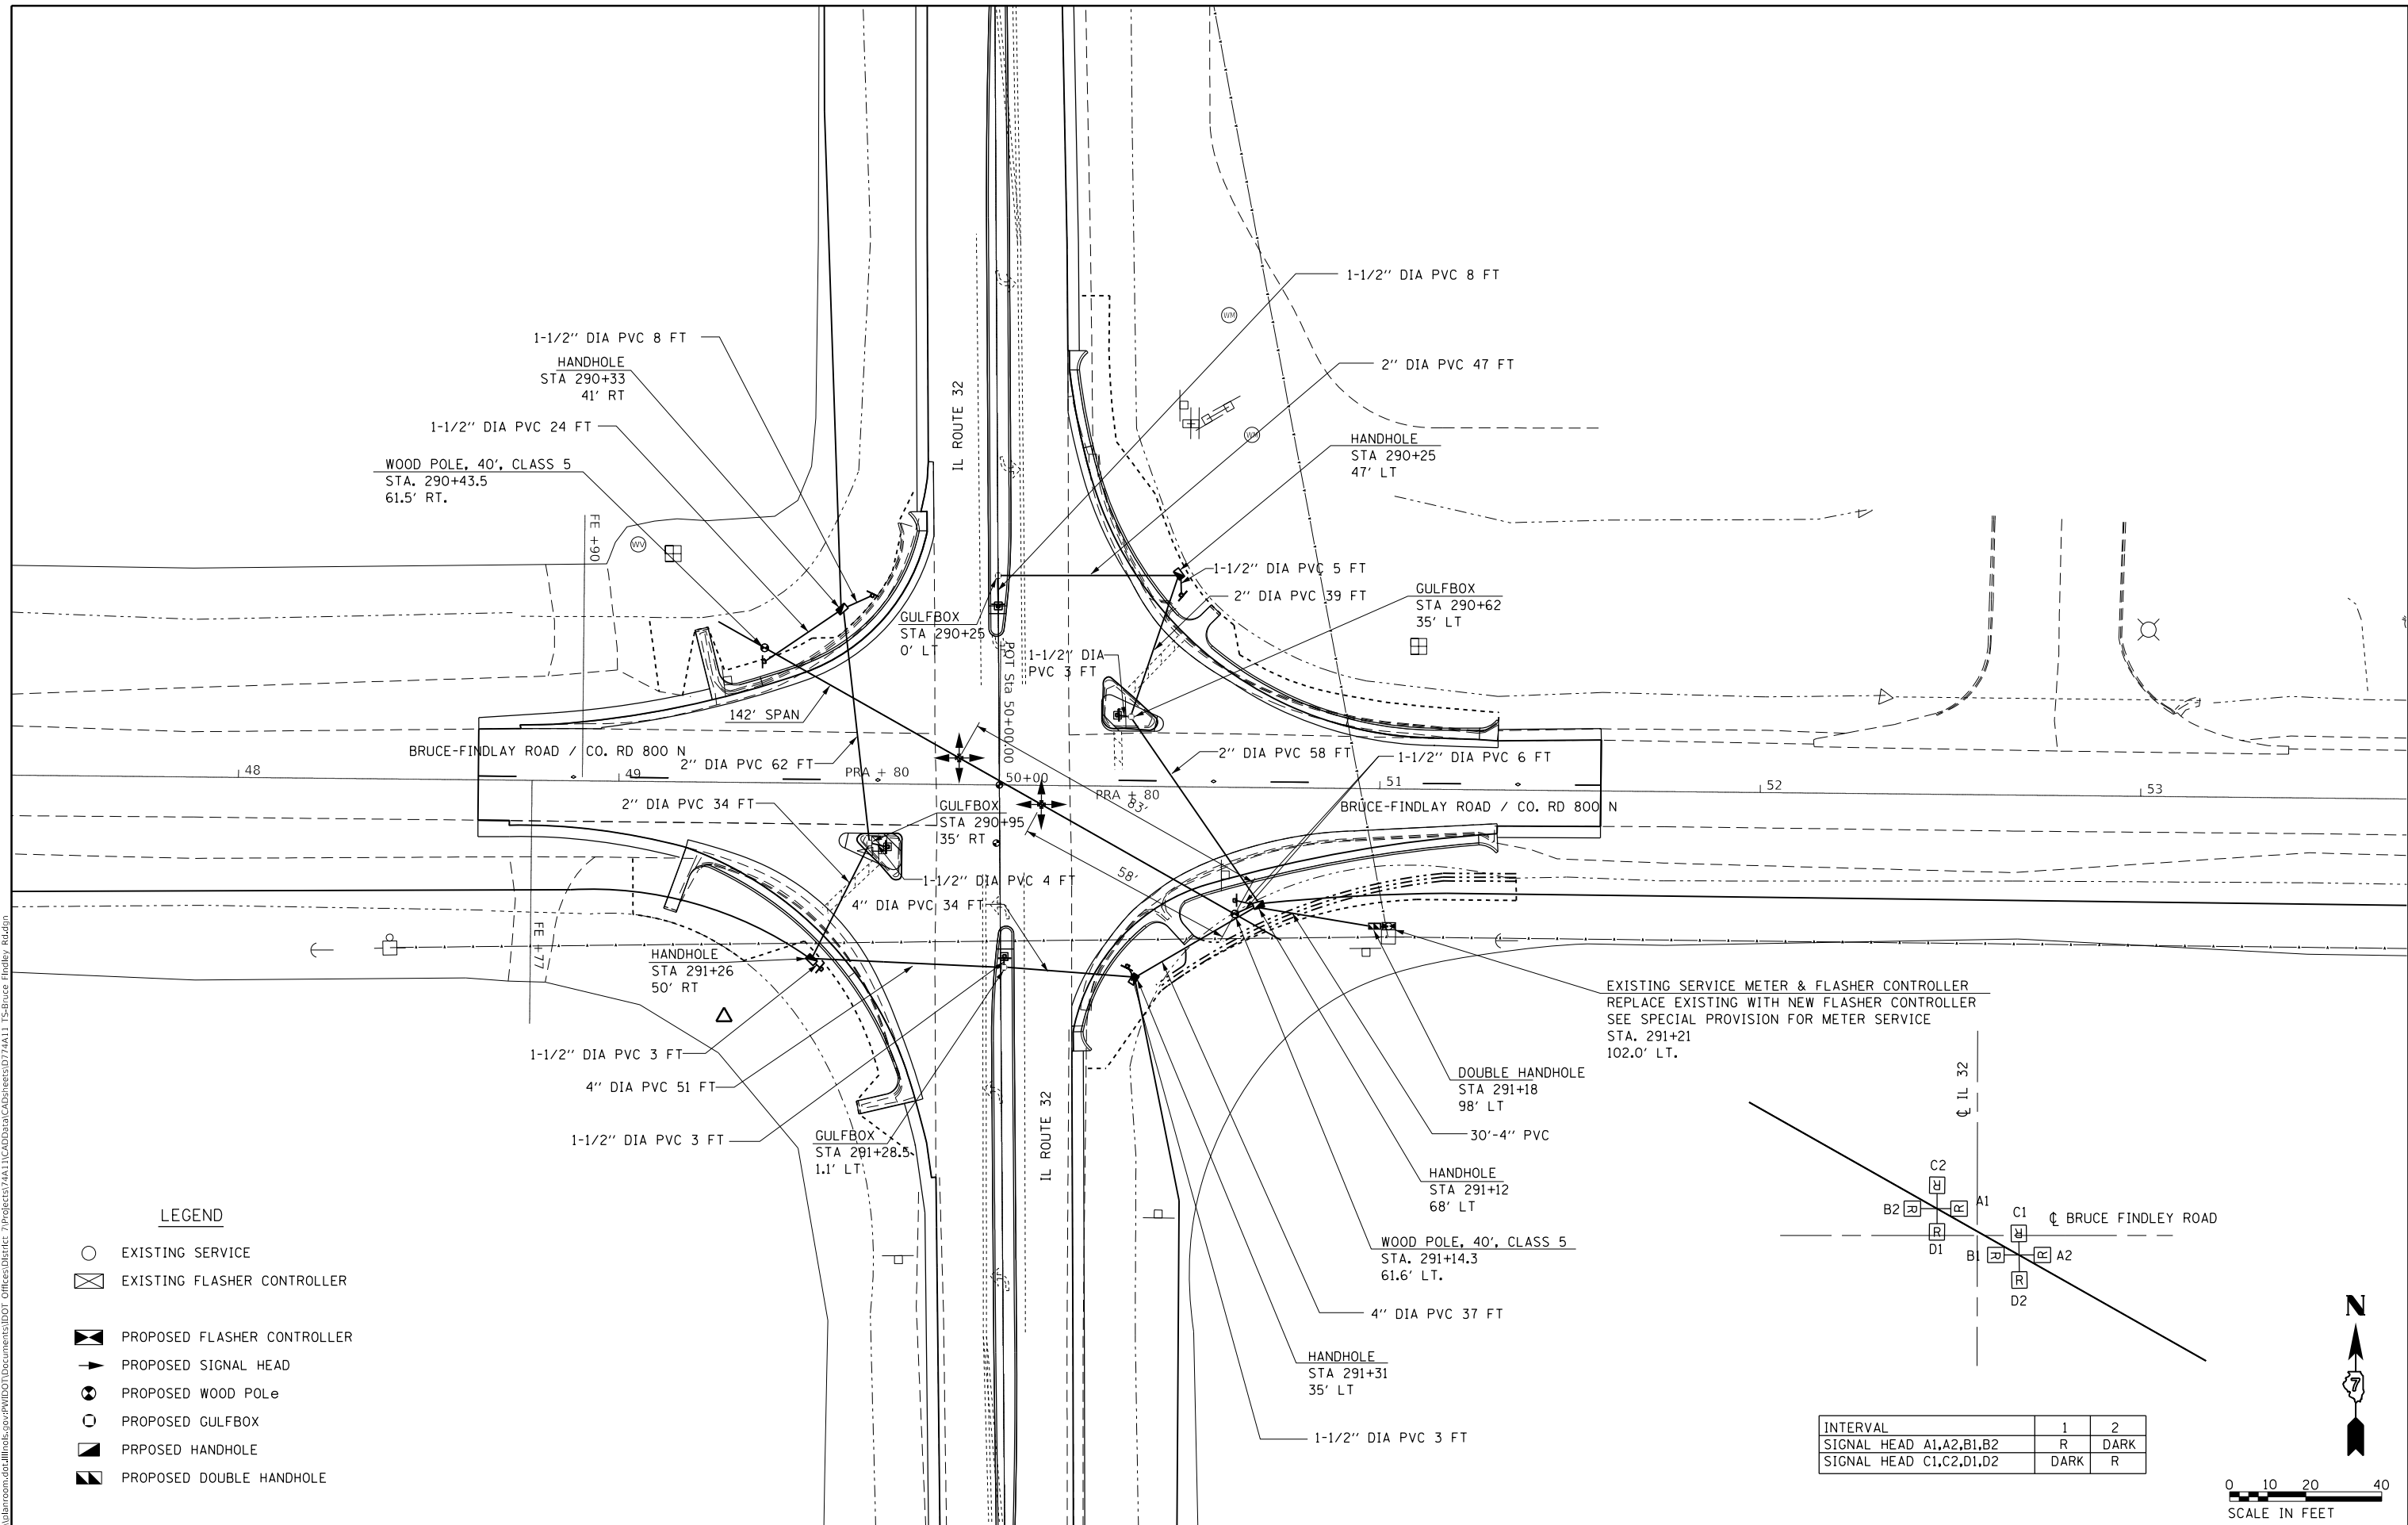 1-1/2" DIA PVC 8 FT
1-1/2" DIA PVC 8 FT
HANDHOLE
STA 290+33
41' RT
2" DIA PVC 47 FT
1-1/2" DIA PVC 24 FT
HANDHOLE
STA 290+25
47' LT
WOOD POLE, 40', CLASS 5
STA. 290+43.5
61.5' RT.
IL ROUTE 32
FE +90
WV
WM
WM
1-1/2" DIA PVC 5 FT
2" DIA PVC 39 FT
GULFBOX
STA 290+62
35' LT
GULFBOX
STA 290+25
0' LT
POT Sta 50+00.00
1-1/2" DIA
PVC 3 FT
142' SPAN
BRUCE-FINDLAY ROAD / CO. RD 800 N
2" DIA PVC 62 FT
2" DIA PVC 58 FT
1-1/2" DIA PVC 6 FT
48
49
PRA + 80
50+00
PRA + 80
51
52
53
83'
BRUCE-FINDLAY ROAD / CO. RD 800 N
2" DIA PVC 34 FT
GULFBOX
STA 290+95
35' RT
58'
1-1/2" DIA PVC 4 FT
4" DIA PVC 34 FT
FE +77
HANDHOLE
STA 291+26
50' RT
EXISTING SERVICE METER & FLASHER CONTROLLER
REPLACE EXISTING WITH NEW FLASHER CONTROLLER
SEE SPECIAL PROVISION FOR METER SERVICE
STA. 291+21
102.0' LT.
1-1/2" DIA PVC 3 FT
4" DIA PVC 51 FT
1-1/2" DIA PVC 3 FT
GULFBOX
STA 291+28.5
1.1' LT
IL ROUTE 32
DOUBLE HANDHOLE
STA 291+18
98' LT
30'-4" PVC
HANDHOLE
STA 291+12
68' LT
WOOD POLE, 40', CLASS 5
STA. 291+14.3
61.6' LT.
4" DIA PVC 37 FT
HANDHOLE
STA 291+31
35' LT
1-1/2" DIA PVC 3 FT
℄ IL 32
C2
R
B2
R
R
A1
R
D1
C1
R
℄ BRUCE FINDLEY ROAD
B1
R
R
A2
R
D2
LEGEND
EXISTING SERVICE
EXISTING FLASHER CONTROLLER
PROPOSED FLASHER CONTROLLER
PROPOSED SIGNAL HEAD
PROPOSED WOOD POLe
PROPOSED GULFBOX
PRPOSED HANDHOLE
PROPOSED DOUBLE HANDHOLE
INTERVAL 1 2
SIGNAL HEAD A1,A2,B1,B2 R DARK
SIGNAL HEAD C1,C2,D1,D2 DARK R
N
7
0 10 20 40
SCALE IN FEET